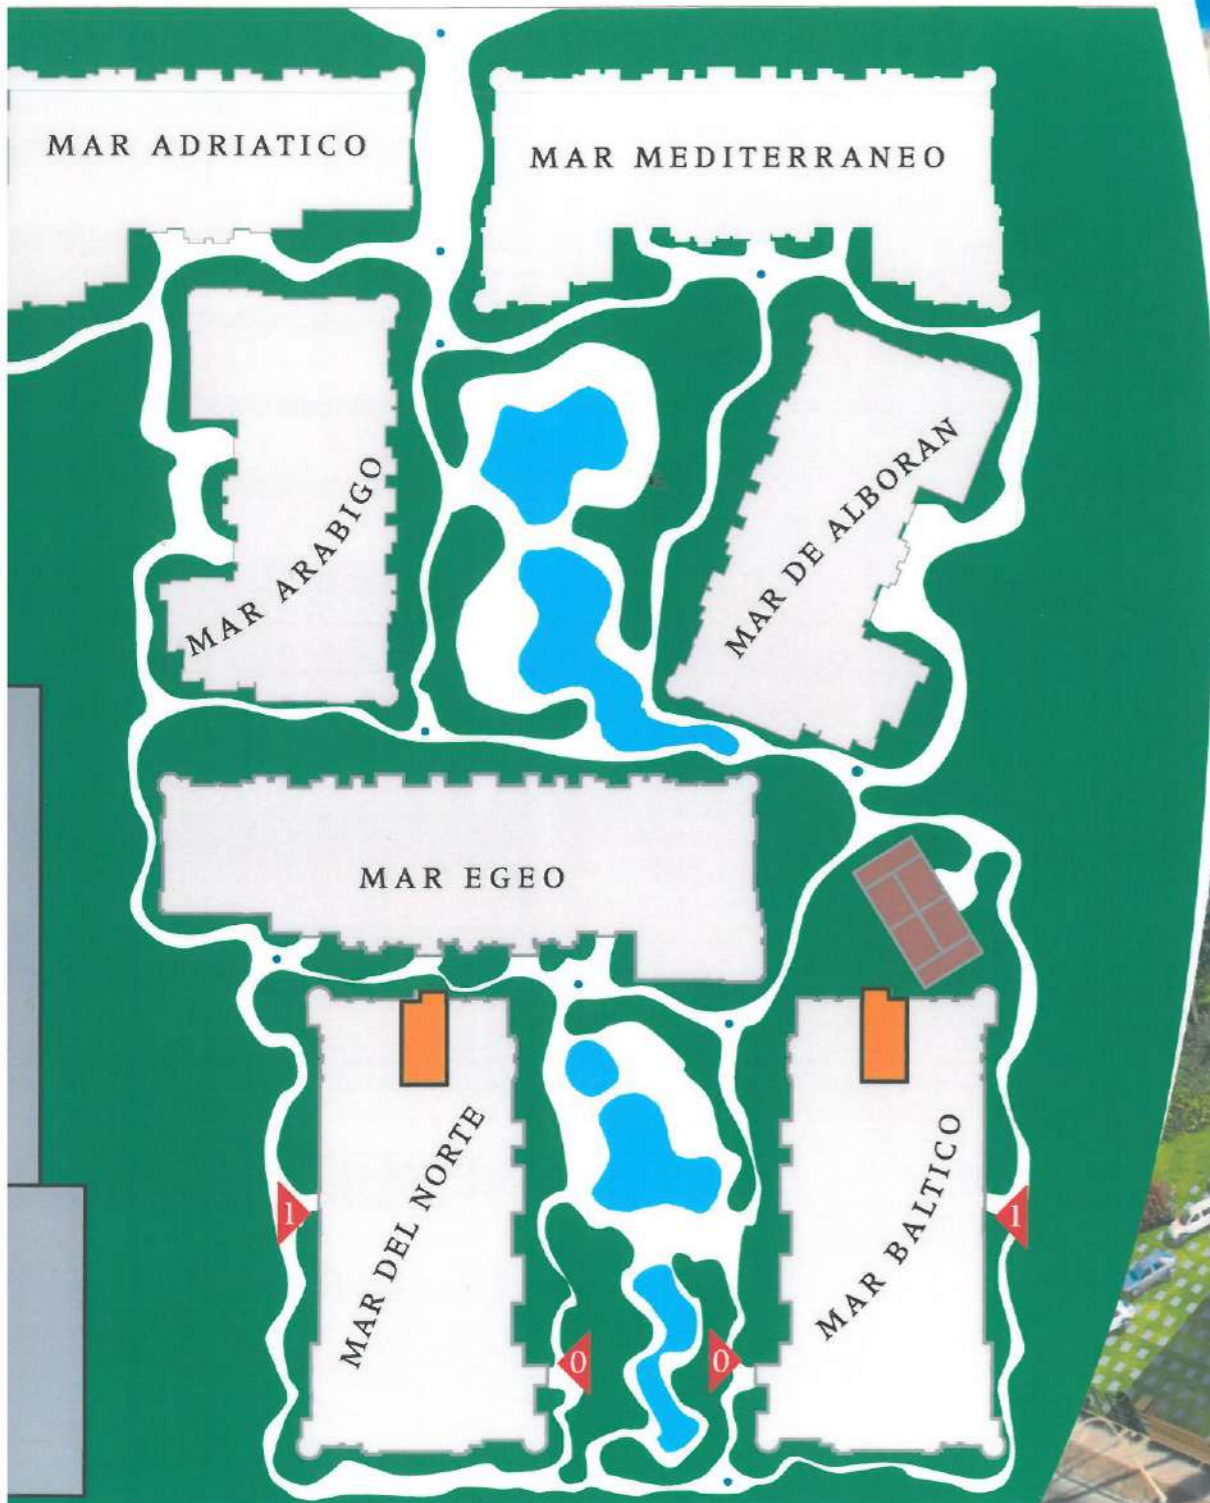 MAR ADRIATICO
MAR MEDITERRANEO
MAR ARABIGO
MAR DE ALBORAN
MAR EGEO
MAR DEL NORTE
MAR BALTICO
1
1
0
0